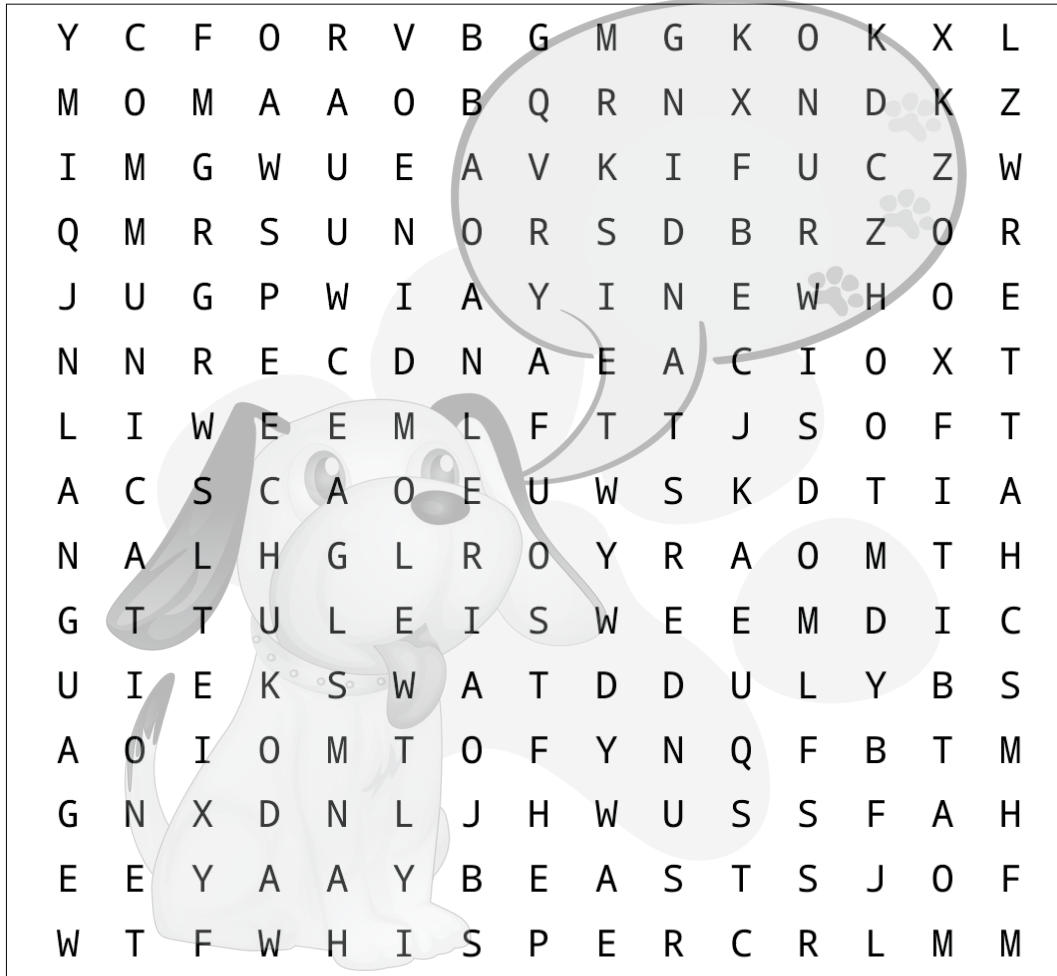 Y C F O R V B G M G K O K X L
M O M A A O B Q R N X N D K Z
I M G W U E A V K I F U C Z W
Q M R S U N O R S D B R Z O R
J U G P W I A Y I N E W H O E
N N R E C D N A E A C I O X T
L I W E E M L F T T J S O F T
A C S C A O E U W S K D T I A
N A L H G L R O Y R A O M T H
G T T U L E I S W E E M D I C
U I E K S W A T D D U L Y B S
A O I O M T O F Y N Q F B T M
G N X D N L J H W U S S F A H
E E Y A A Y B E A S T S J O F
W T F W H I S P E R C R L M M